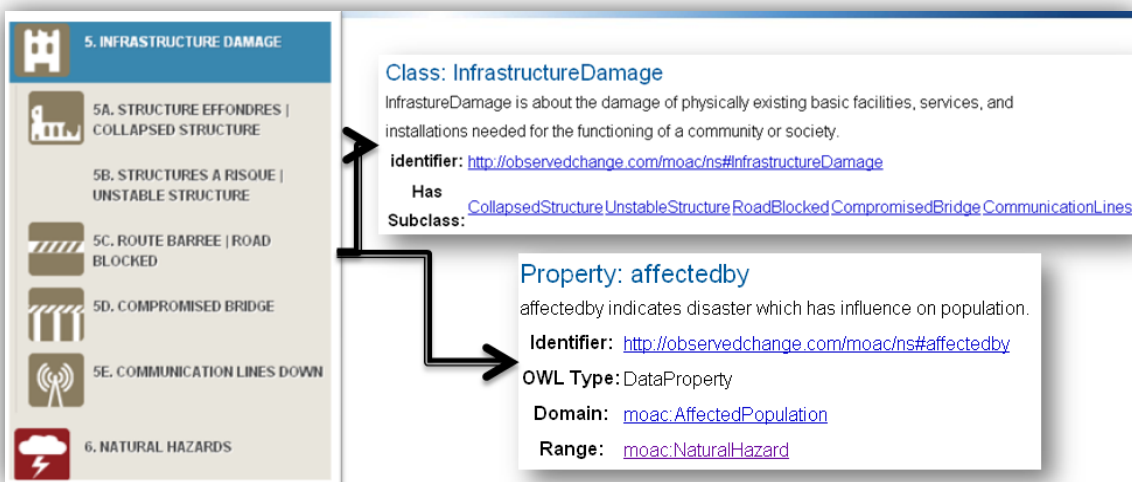 5. INFRASTRUCTURE DAMAGE
5A. STRUCTURE EFFONDRES |
COLLAPSED STRUCTURE
5B. STRUCTURES A RISQUE |
UNSTABLE STRUCTURE
5C. ROUTE BARREE | ROAD
BLOCKED
5D. COMPROMISED BRIDGE
5E. COMMUNICATION LINES DOWN
6. NATURAL HAZARDS
Class: InfrastructureDamage
InfrastureDamage is about the damage of physically existing basic facilities, services, and
installations needed for the functioning of a community or society.
identifier: http://observedchange.com/moac/ns#InfrastructureDamage
Has
Subclass: CollapsedStructure UnstableStructure RoadBlocked CompromisedBridge CommunicationLines
Property: affectedby
affectedby indicates disaster which has influence on population.
Identifier: http://observedchange.com/moac/ns#affectedby
OWL Type: DataProperty
Domain: moac:AffectedPopulation
Range: moac:NaturalHazard